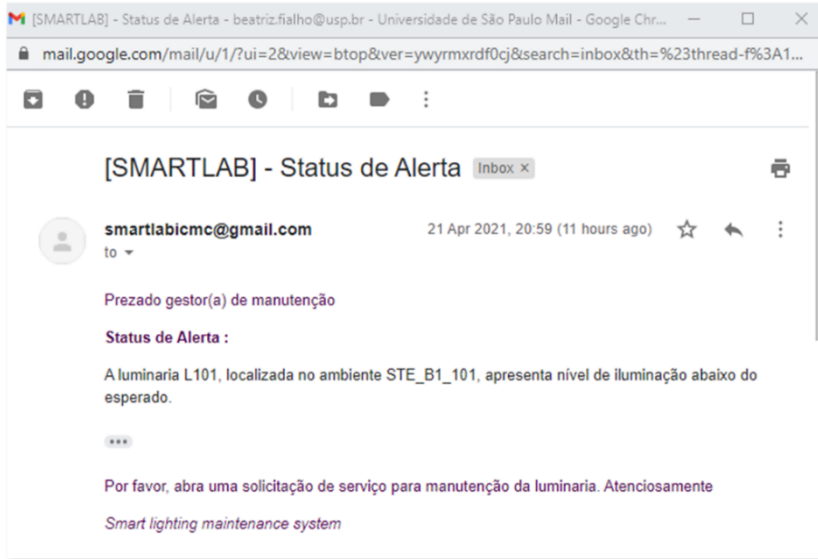 [SMARTLAB] - Status de Alerta - beatriz.fialho@usp.br - Universidade de São Paulo Mail - Google Chr...
mail.google.com/mail/u/1/?ui=2&view=btop&ver=ywyrmxrdf0cj&search=inbox&th=%23thread-f%3A1...
[SMARTLAB] - Status de Alerta Inbox ×
smartlabicmc@gmail.com 21 Apr 2021, 20:59 (11 hours ago)
to
Prezado gestor(a) de manutenção
Status de Alerta :
A luminaria L101, localizada no ambiente STE_B1_101, apresenta nível de iluminação abaixo do
esperado.
Por favor, abra uma solicitação de serviço para manutenção da luminaria. Atenciosamente
Smart lighting maintenance system